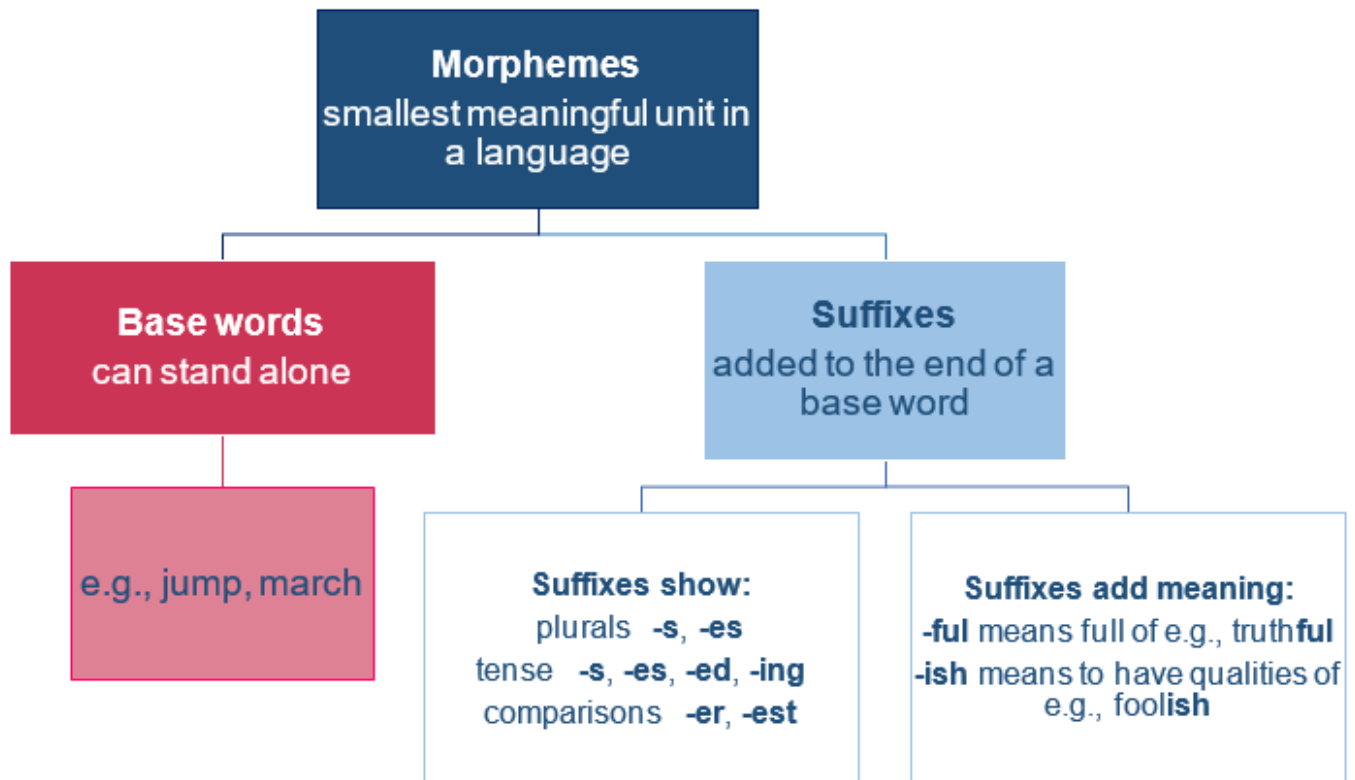 Morphemes
smallest meaningful unit in
a language
Base words
can stand alone
Suffixes
added to the end of a
base word
e.g., jump, march
Suffixes show:
plurals -s, -es
tense -s, -es, -ed, -ing
comparisons -er, -est
Suffixes add meaning:
-ful means full of e.g., truthful
-ish means to have qualities of
e.g., foolish